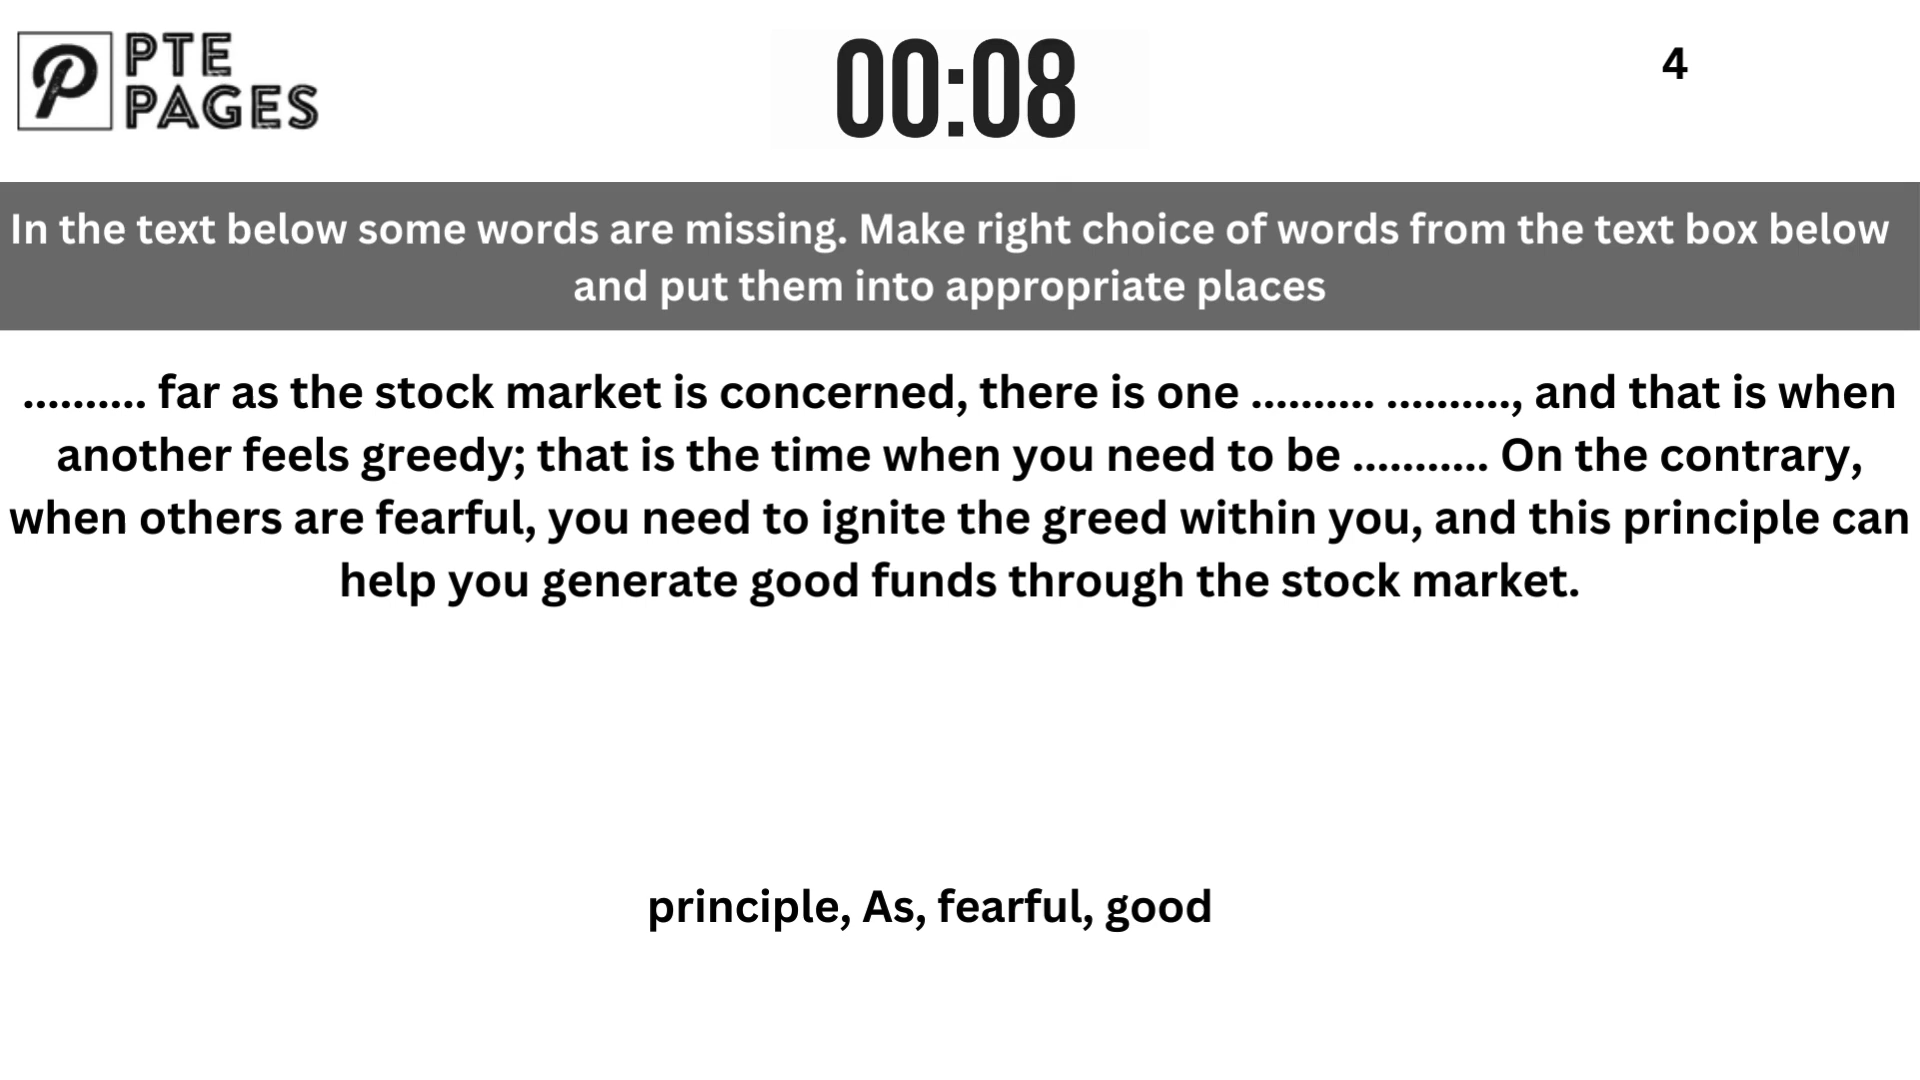 PTE
PAGES
00:08
4
In the text below some words are missing. Make right choice of words from the text box below
and put them into appropriate places
.......... far as the stock market is concerned, there is one .......... .........., and that is when
another feels greedy; that is the time when you need to be ........... On the contrary,
when others are fearful, you need to ignite the greed within you, and this principle can
help you generate good funds through the stock market.
principle, As, fearful, good